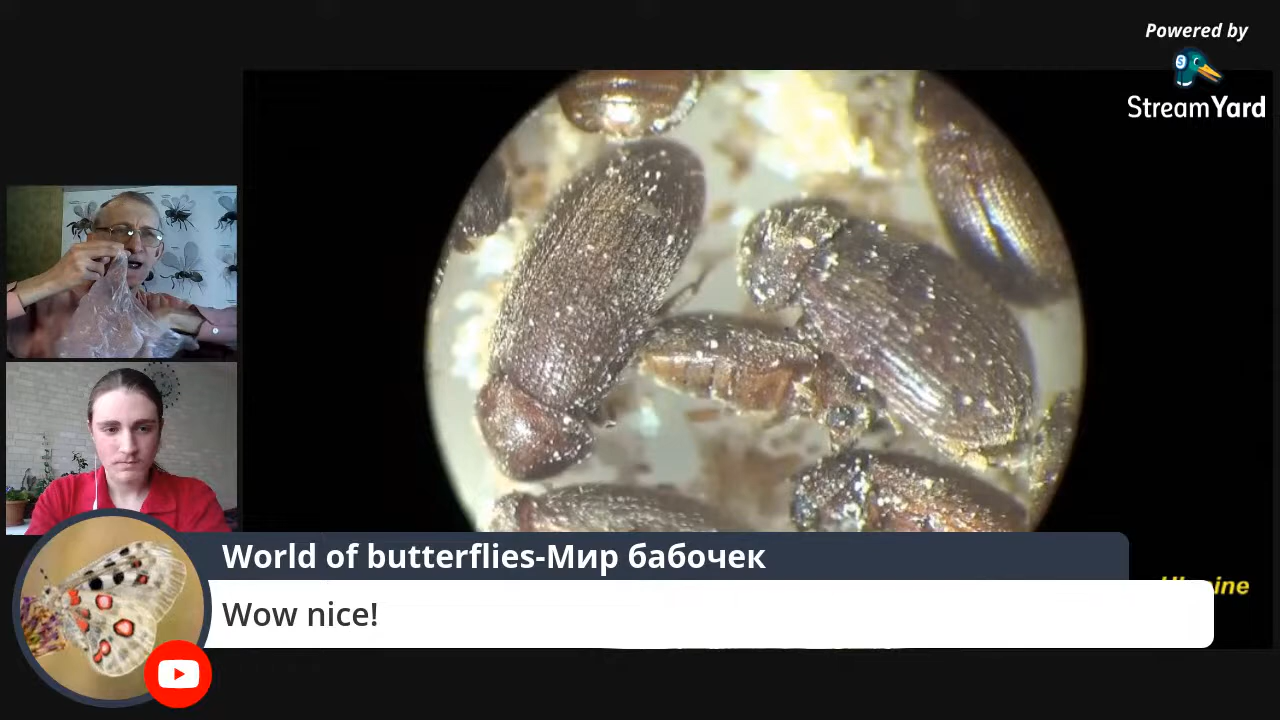 Powered by
StreamYard
World of butterflies-Мир бабочек
Wow nice!